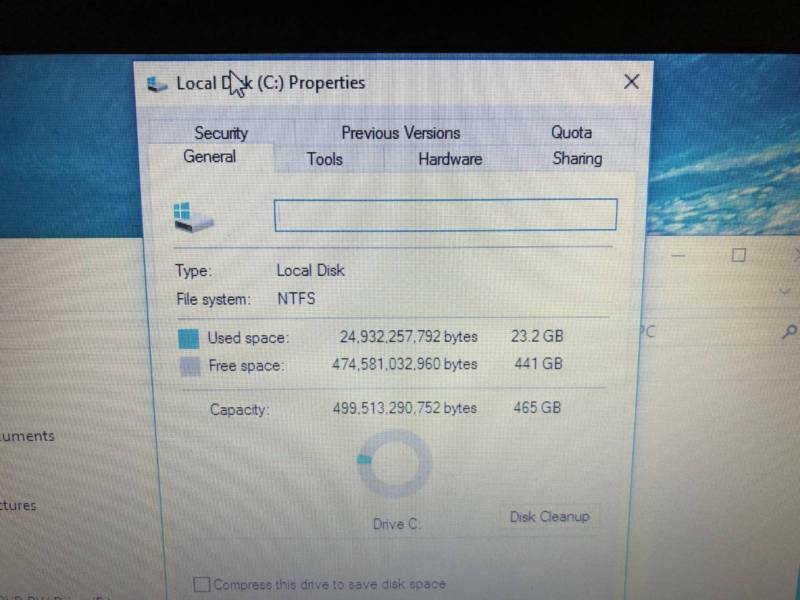 Local Disk (C:) Properties
Security Previous Versions Quota
General Tools Hardware Sharing
Type: Local Disk
File system: NTFS
Used space: 24,932,257,792 bytes 23.2 GB
Free space: 474,581,032,960 bytes 441 GB
Capacity: 499,513,290,752 bytes 465 GB
Drive C:
Disk Cleanup
Compress this drive to save disk space
PC
cuments
ctures